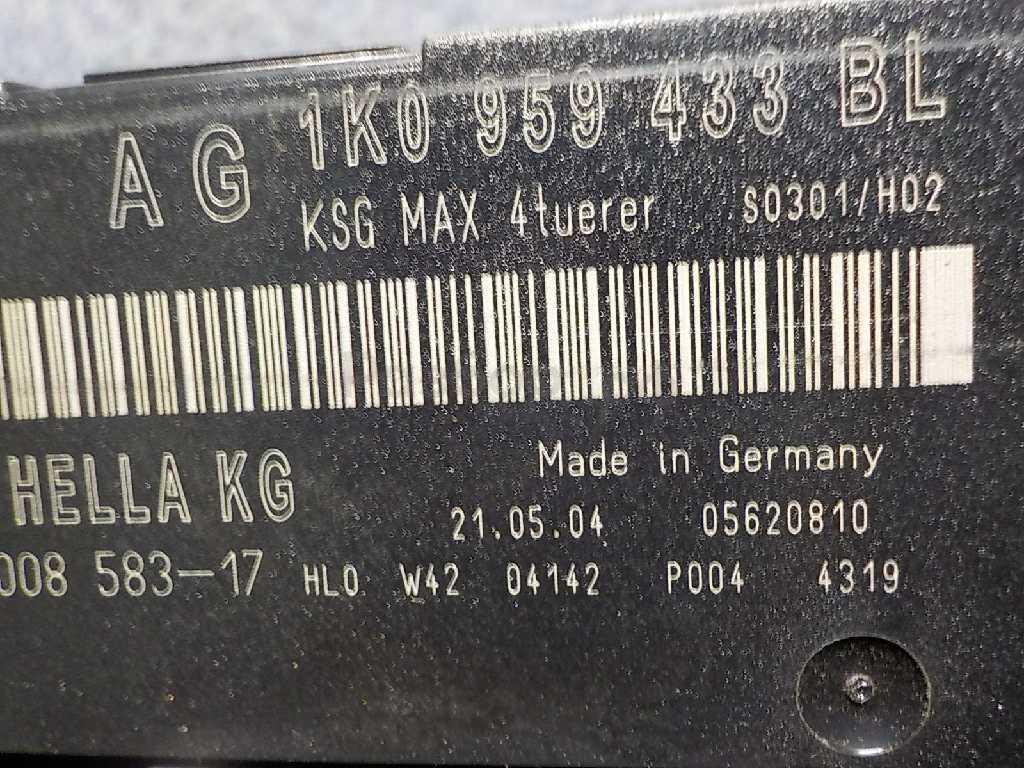 AG 1K0 959 433 BL
KSG MAX 4tuerer S0301/H02
HELLA KG Made in Germany
21.05.04 05620810
008 583-17 HLO W42 04142 P004 4319